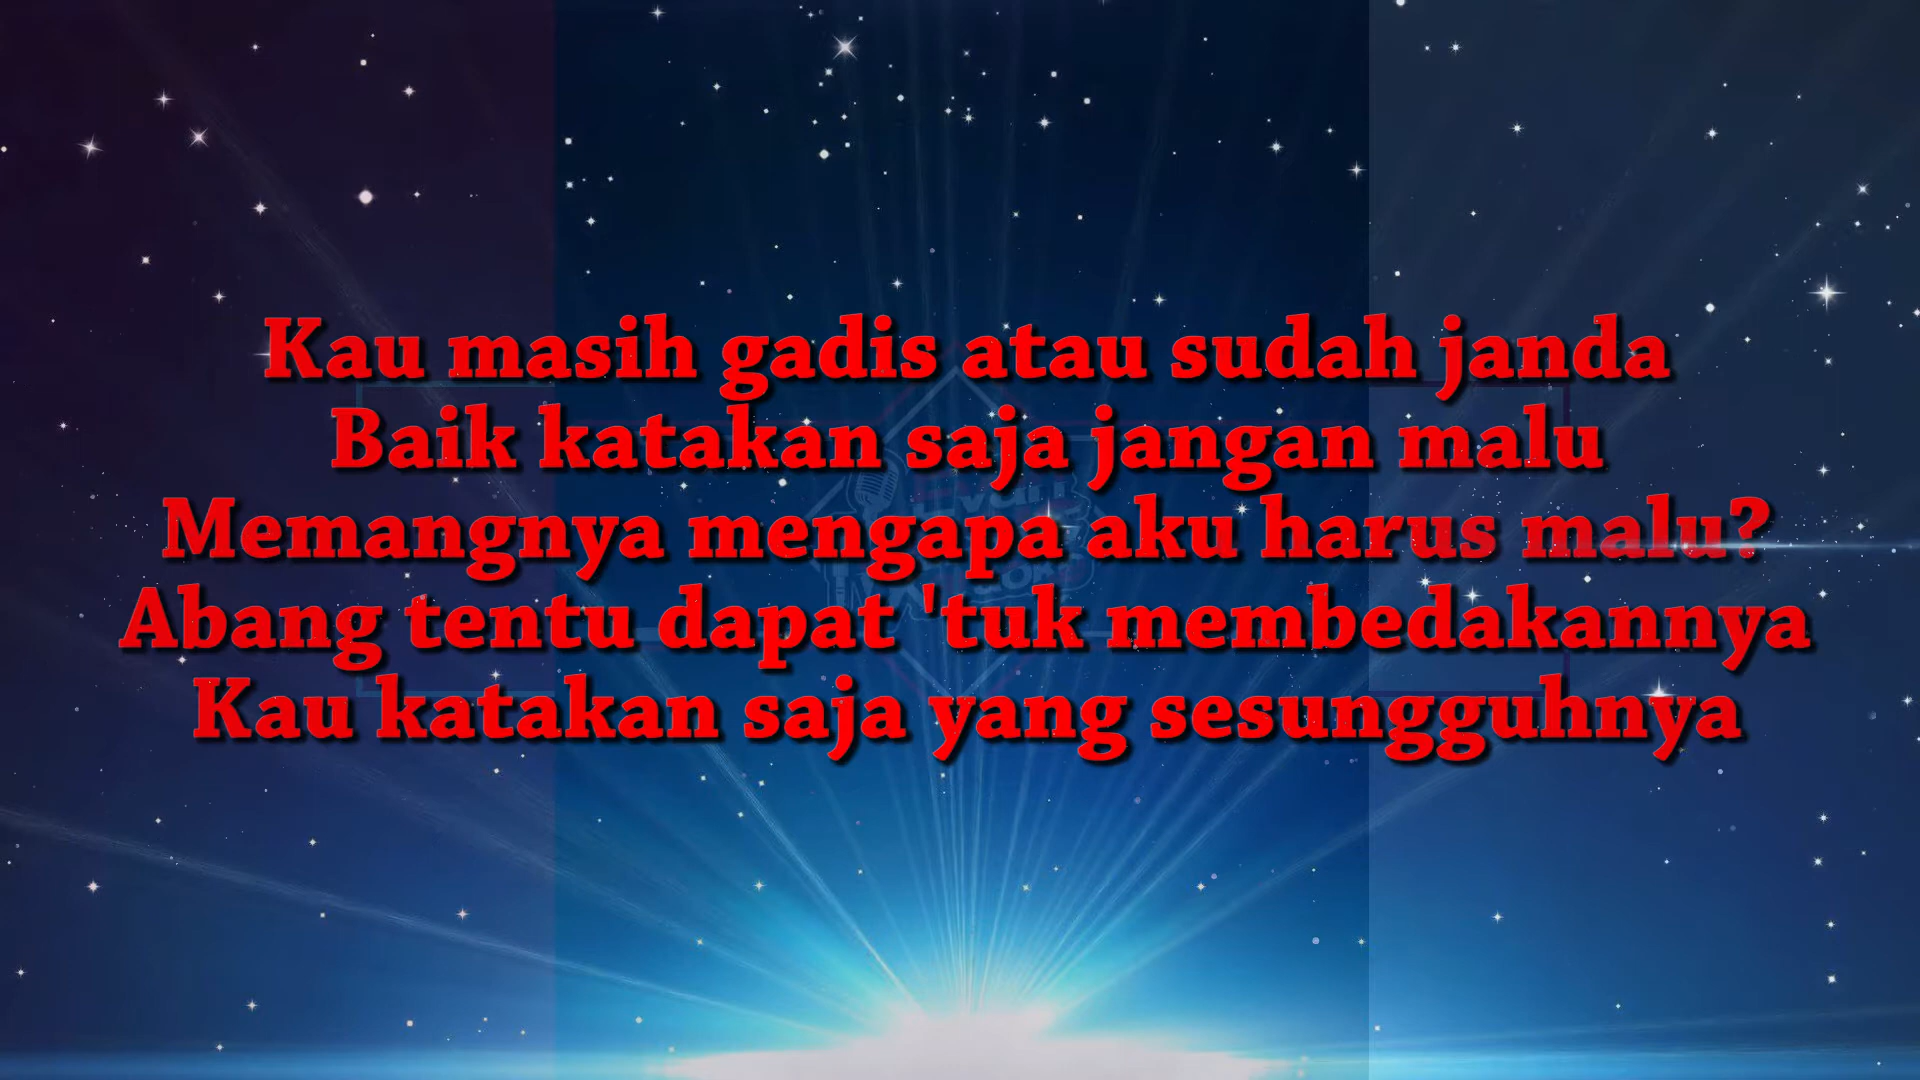 Kau masih gadis atau sudah janda
Baik katakan saja jangan malu
Memangnya mengapa aku harus malu?
Abang tentu dapat 'tuk membedakannya
Kau katakan saja yang sesungguhnya